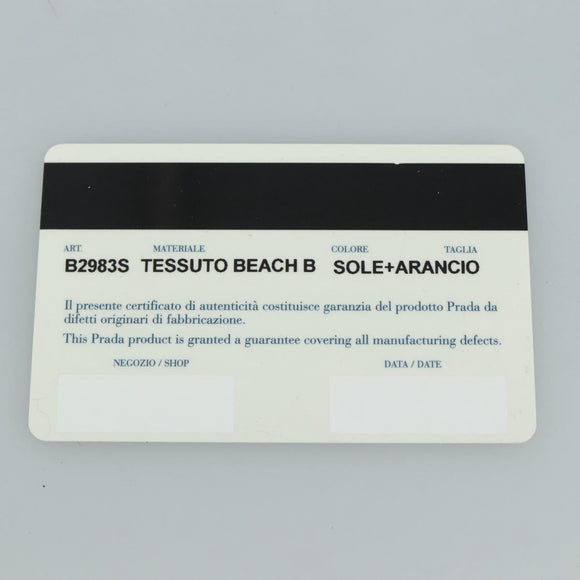 ART. MATERIALE COLORE TAGLIA
B2983S TESSUTO BEACH B SOLE+ARANCIO
Il presente certificato di autenticità costituisce garanzia del prodotto Prada da
difetti originari di fabbricazione.
This Prada product is granted a guarantee covering all manufacturing defects.
NEGOZIO / SHOP DATA / DATE